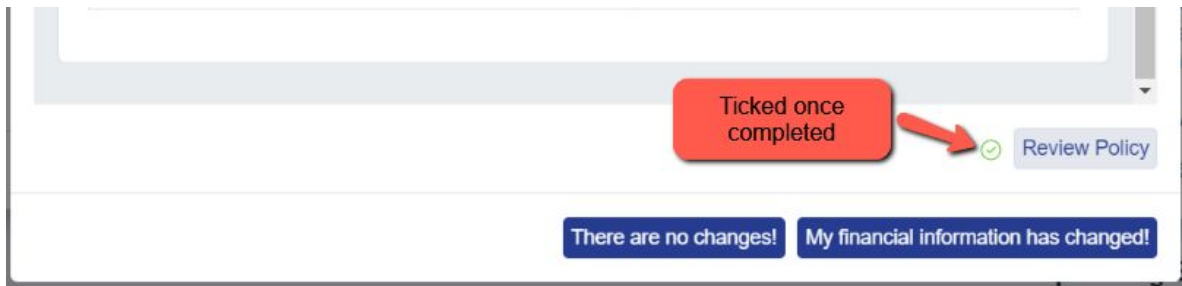 Ticked once
completed
Review Policy
There are no changes!
My financial information has changed!